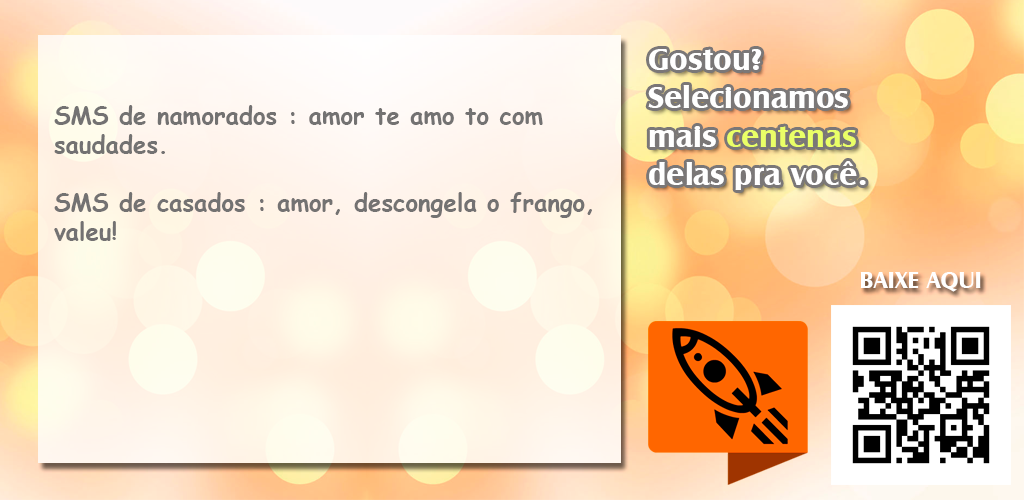 SMS de namorados : amor te amo to com
saudades.
SMS de casados : amor, descongela o frango,
valeu!
Gostou?
Selecionamos
mais centenas
delas pra você.
BAIXE AQUI